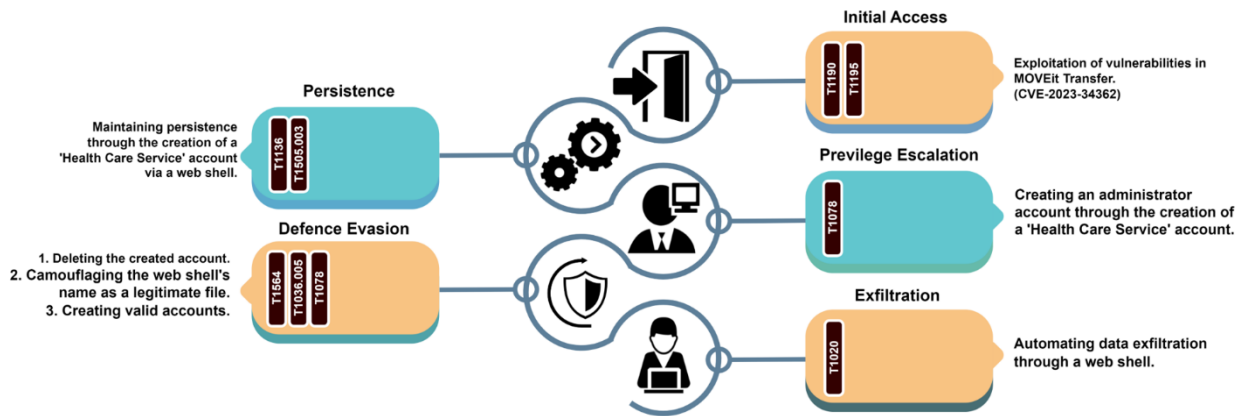 Initial Access
T1190
T1195
Exploitation of vulnerabilities in
MOVEit Transfer.
(CVE-2023-34362)
Persistence
Maintaining persistence
through the creation of a
'Health Care Service' account
via a web shell.
T1136
T1505.003
Previlege Escalation
T1078
Creating an administrator
account through the creation of
a 'Health Care Service' account.
Defence Evasion
1. Deleting the created account.
2. Camouflaging the web shell's
name as a legitimate file.
3. Creating valid accounts.
T1564
T1036.005
T1078
Exfiltration
T1020
Automating data exfiltration
through a web shell.